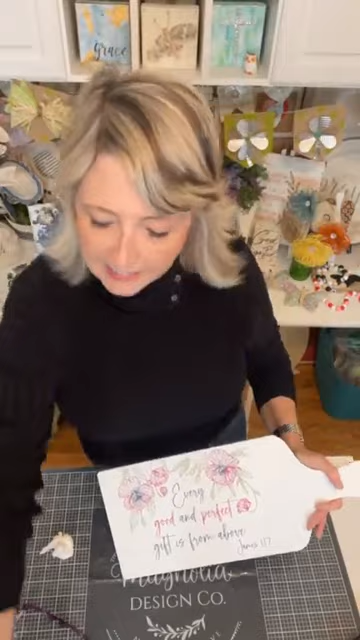 Grace
Every
good and perfect
gift is from above
James 1:17
Magnolia
DESIGN CO.